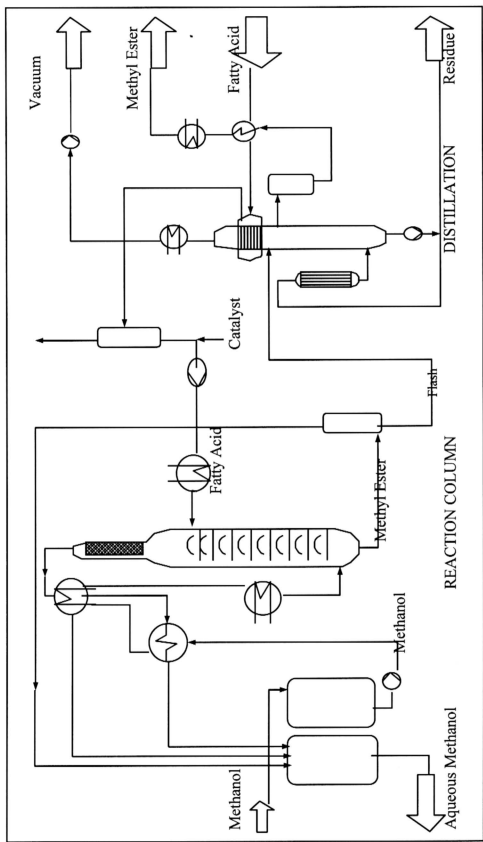 Vacuum
Methyl Ester
Fatty Acid
Residue
DISTILLATION
Catalyst
Flash
Fatty Acid
Methyl Ester
REACTION COLUMN
Methanol
Methanol
Aqueous Methanol